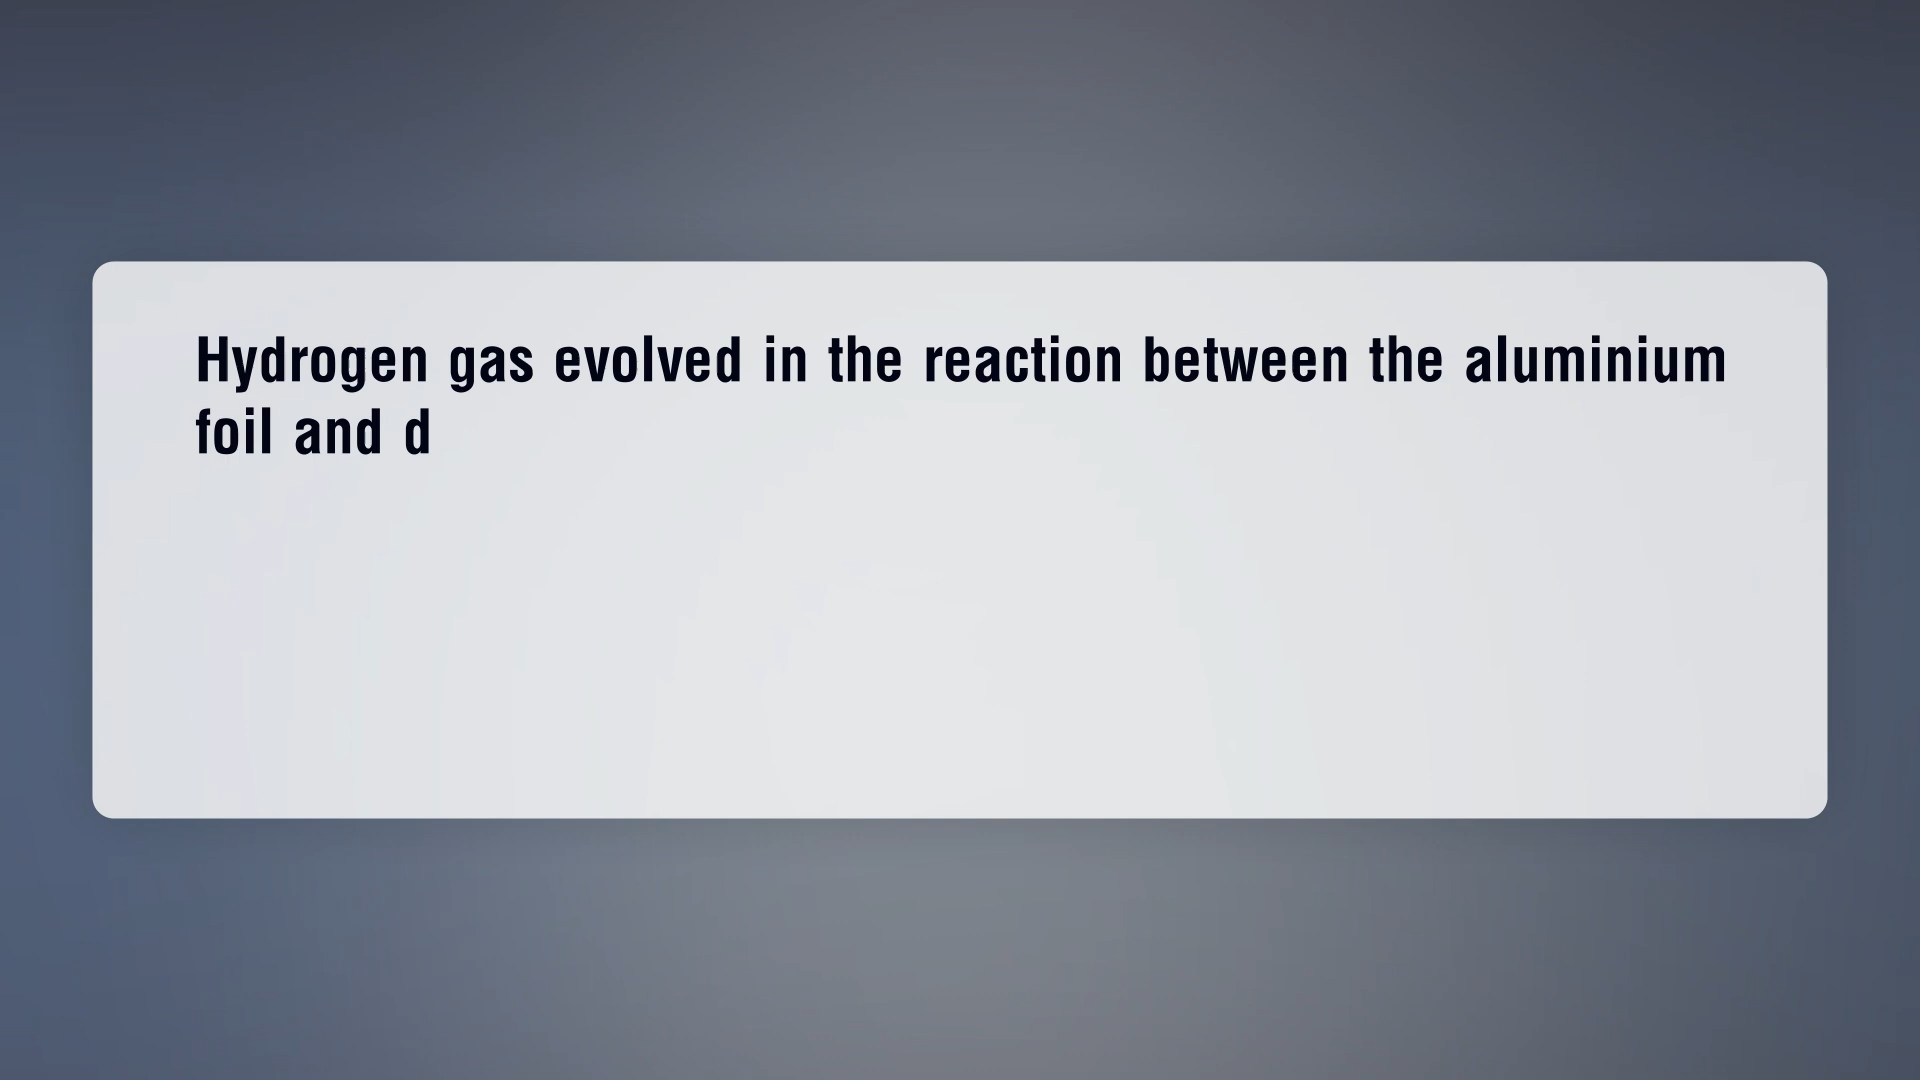 Hydrogen gas evolved in the reaction between the aluminium
foil and d